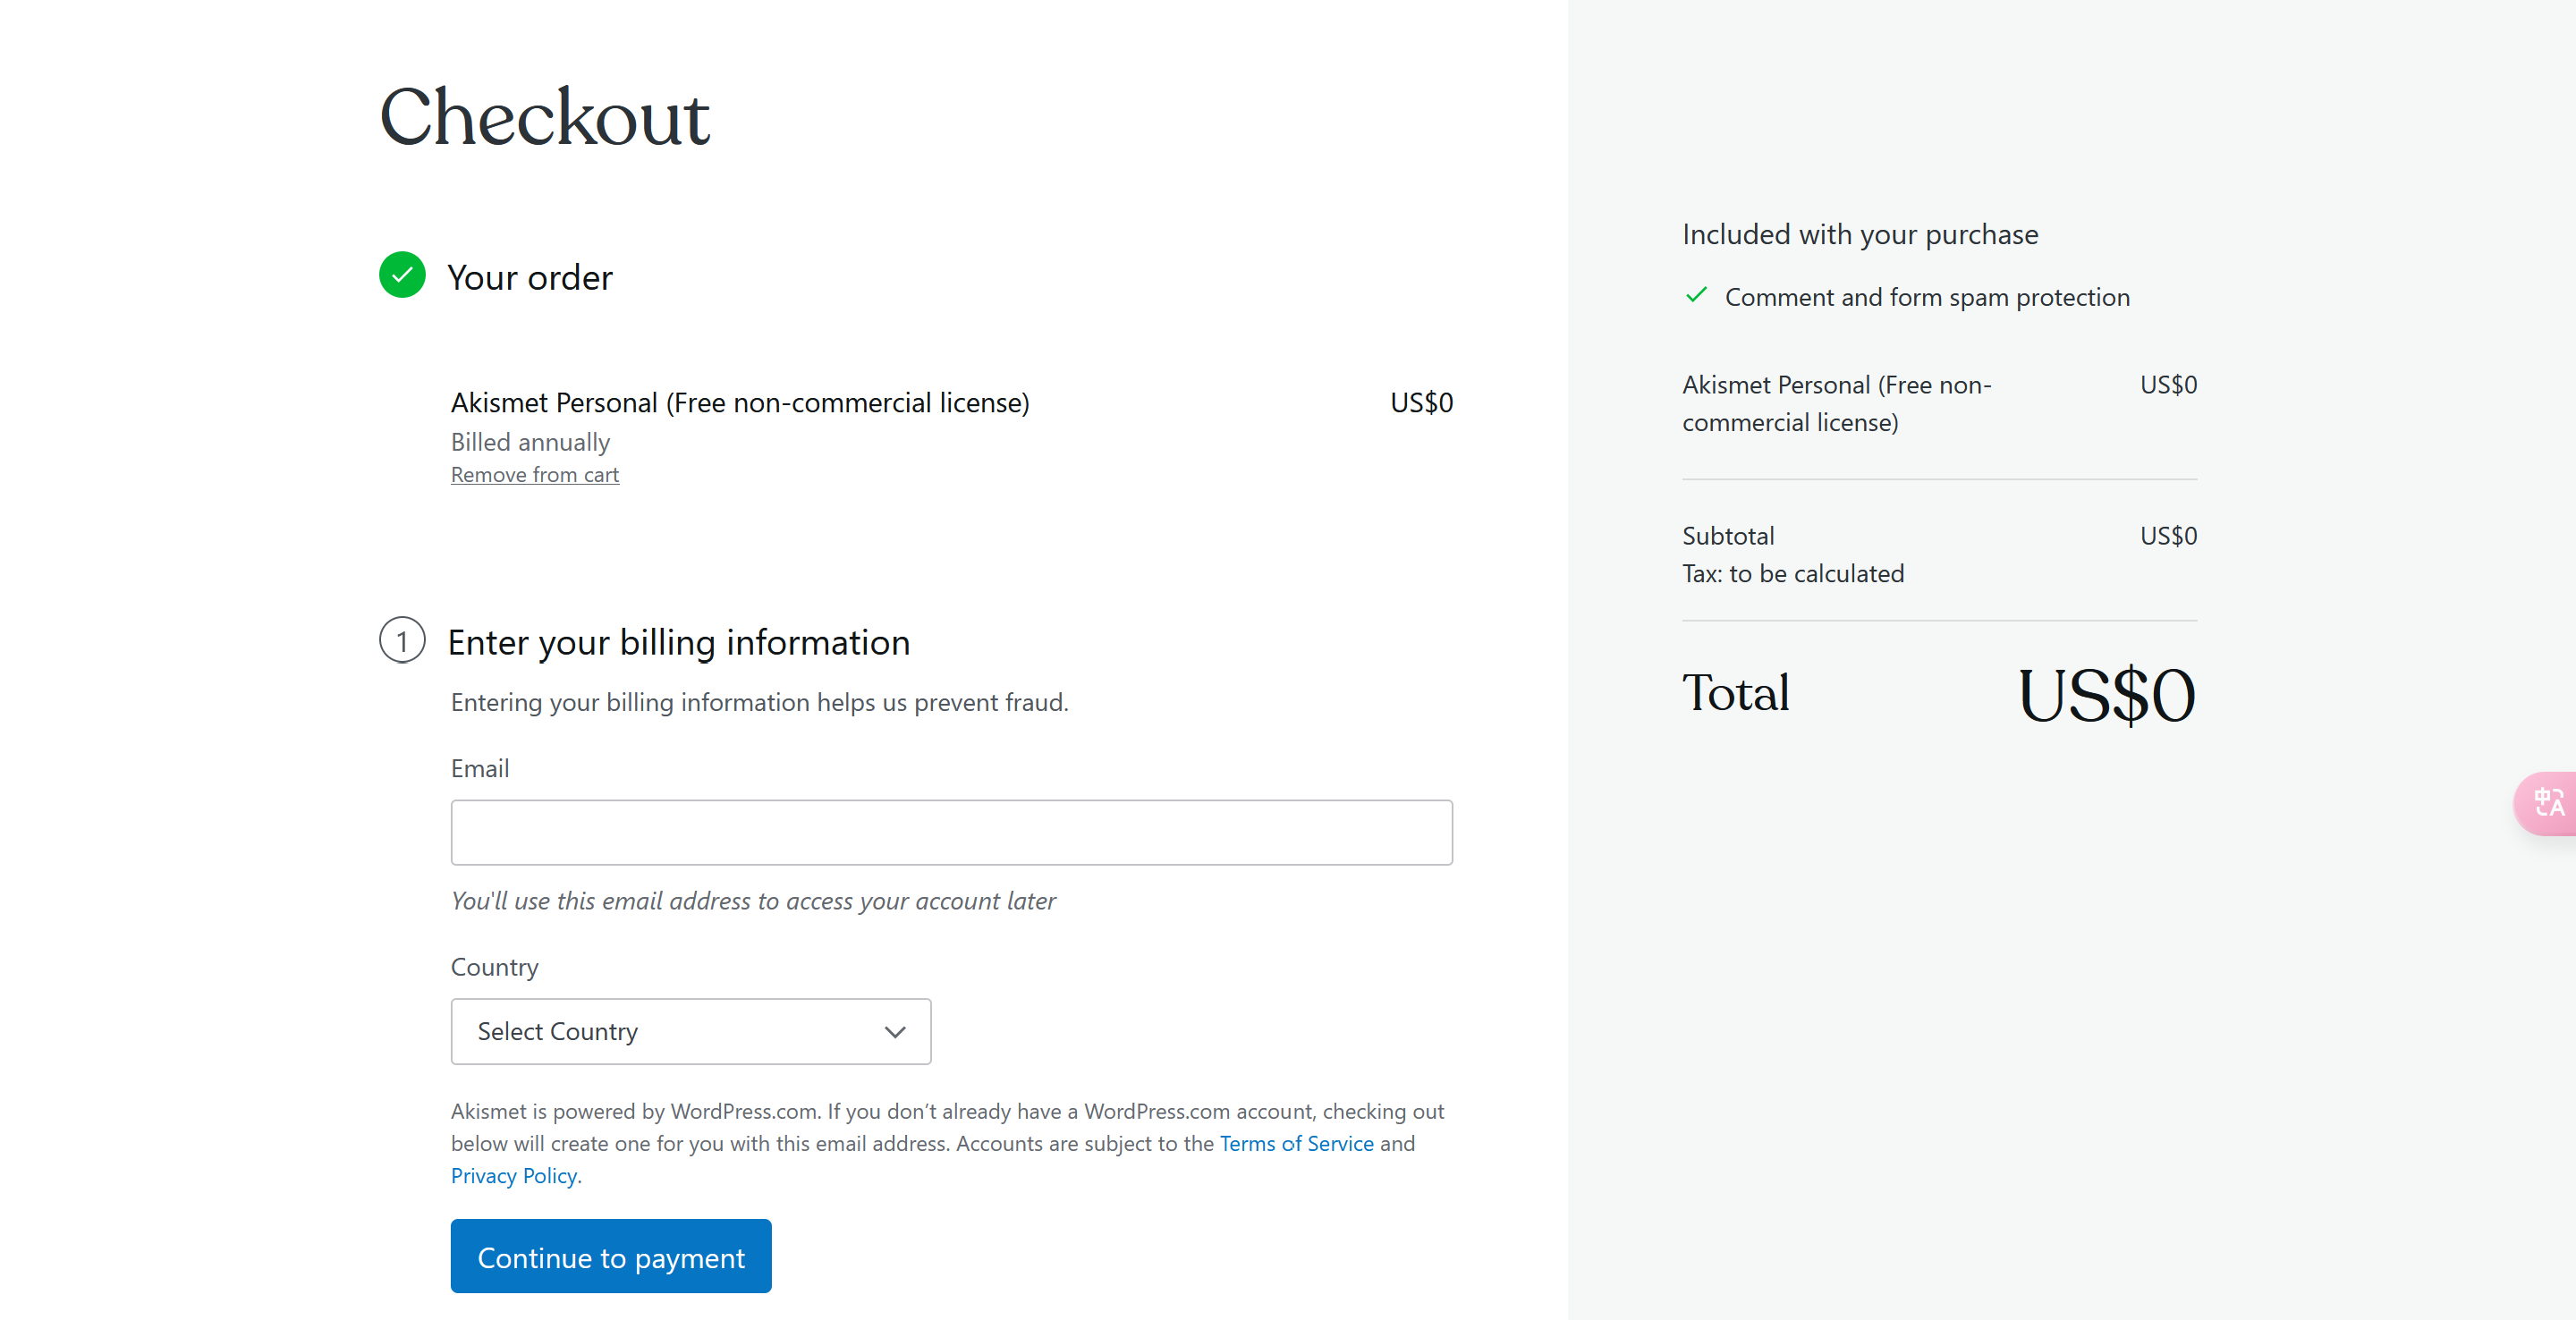 Checkout
Your order
Akismet Personal (Free non-commercial license) US$0
Billed annually
Remove from cart
1 Enter your billing information
Entering your billing information helps us prevent fraud.
Email
You'll use this email address to access your account later
Country
Select Country
Akismet is powered by WordPress.com. If you don’t already have a WordPress.com account, checking out
below will create one for you with this email address. Accounts are subject to the Terms of Service and
Privacy Policy.
Continue to payment
Included with your purchase
Comment and form spam protection
Akismet Personal (Free non- US$0
commercial license)
Subtotal US$0
Tax: to be calculated
Total US$0
中A